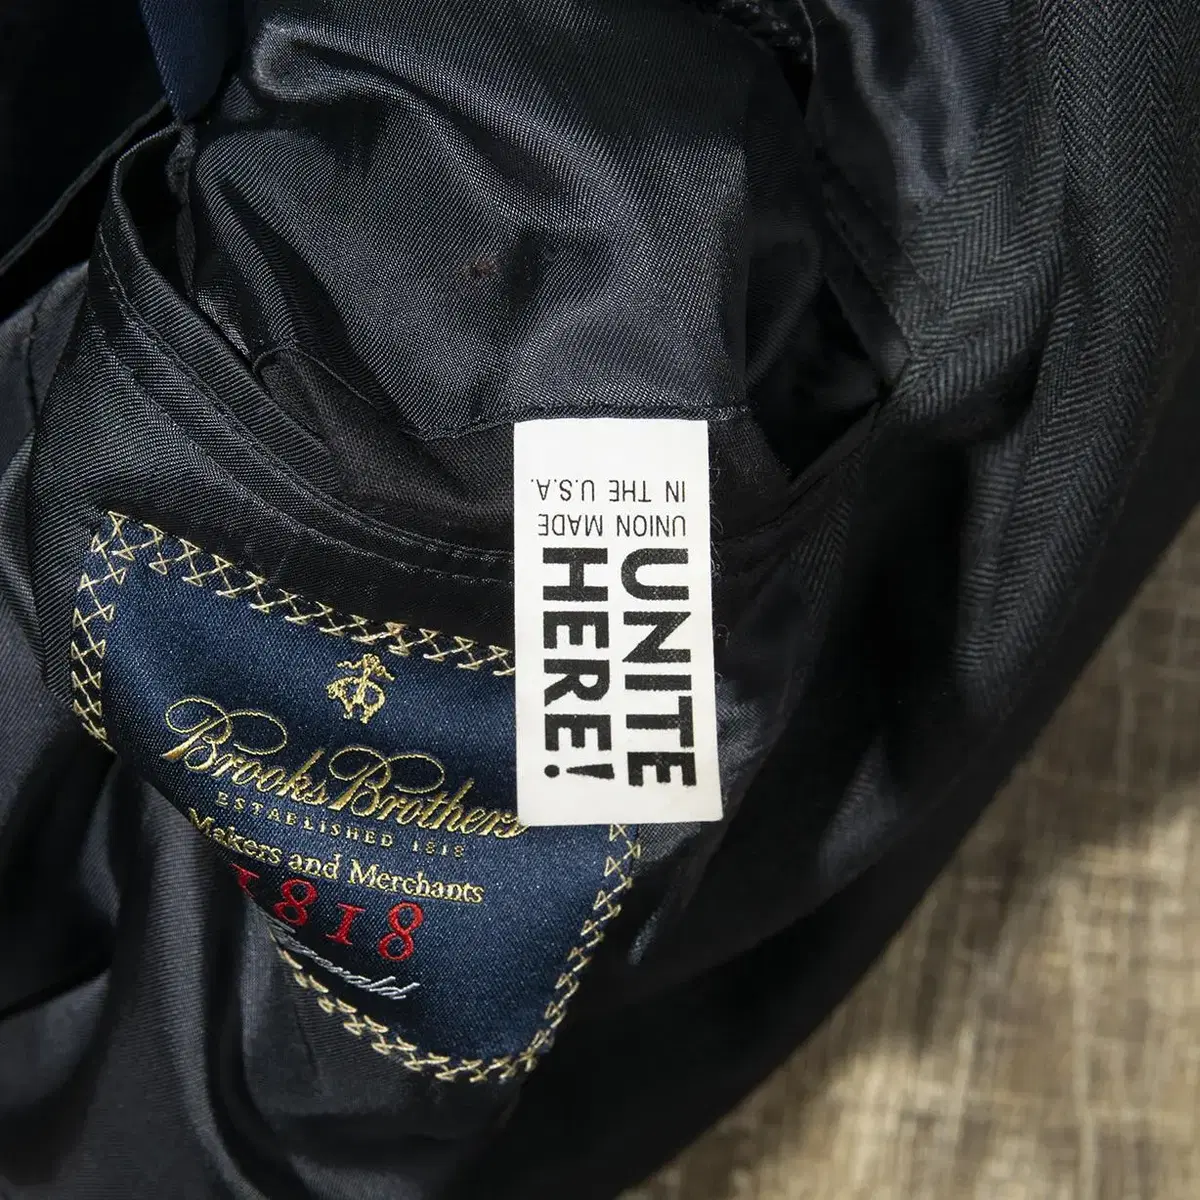 UNITE
HERE!
UNION MADE
IN THE U.S.A.
Brooks Brothers
ESTABLISHED 1818
Makers and Merchants
1818